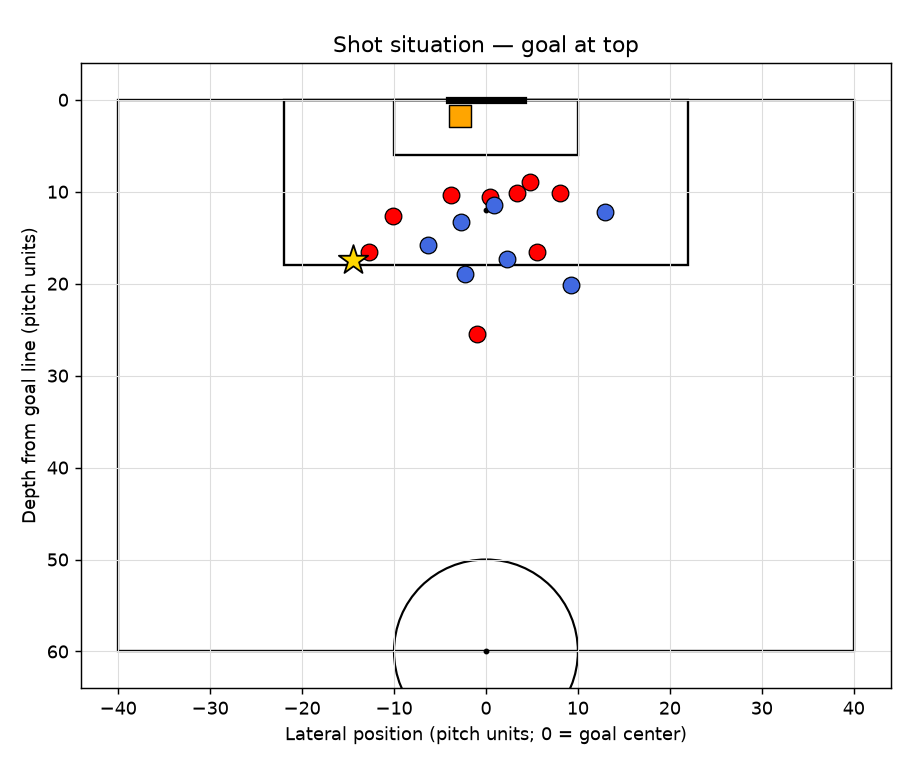 Shot situation — goal at top
0
10
20
30
40
50
60
Depth from goal line (pitch units)
−40 −30 −20 −10 0 10 20 30 40
Lateral position (pitch units; 0 = goal center)